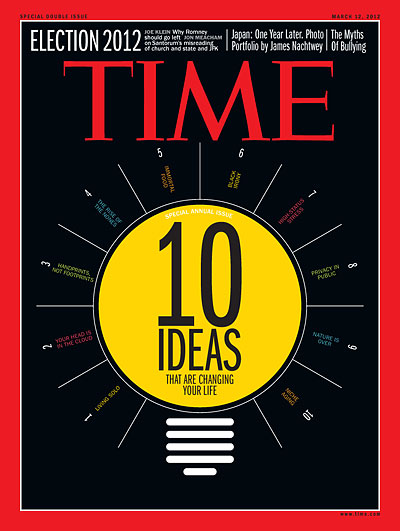 SPECIAL DOUBLE ISSUE
MARCH 12, 2012
ELECTION 2012
JOE KLEIN Why Romney
should go left JON MEACHAM
on Santorum's misreading
of church and state and JFK
Japan: One Year Later. Photo
Portfolio by James Nachtwey
The Myths
Of Bullying
TIME
SPECIAL ANNUAL ISSUE
10
IDEAS
THAT ARE CHANGING
YOUR LIFE
1
LIVING SOLO
2
YOUR HEAD IS
IN THE CLOUD
3
HANDPRINTS,
NOT FOOTPRINTS
4
THE RISE OF
THE NONES
5
IMMORTAL
FOOD
6
BLACK
IRONY
7
HIGH STATUS
STRESS
8
PRIVACY IN
PUBLIC
9
NATURE IS
OVER
10
NICHE
AGING
www.time.com